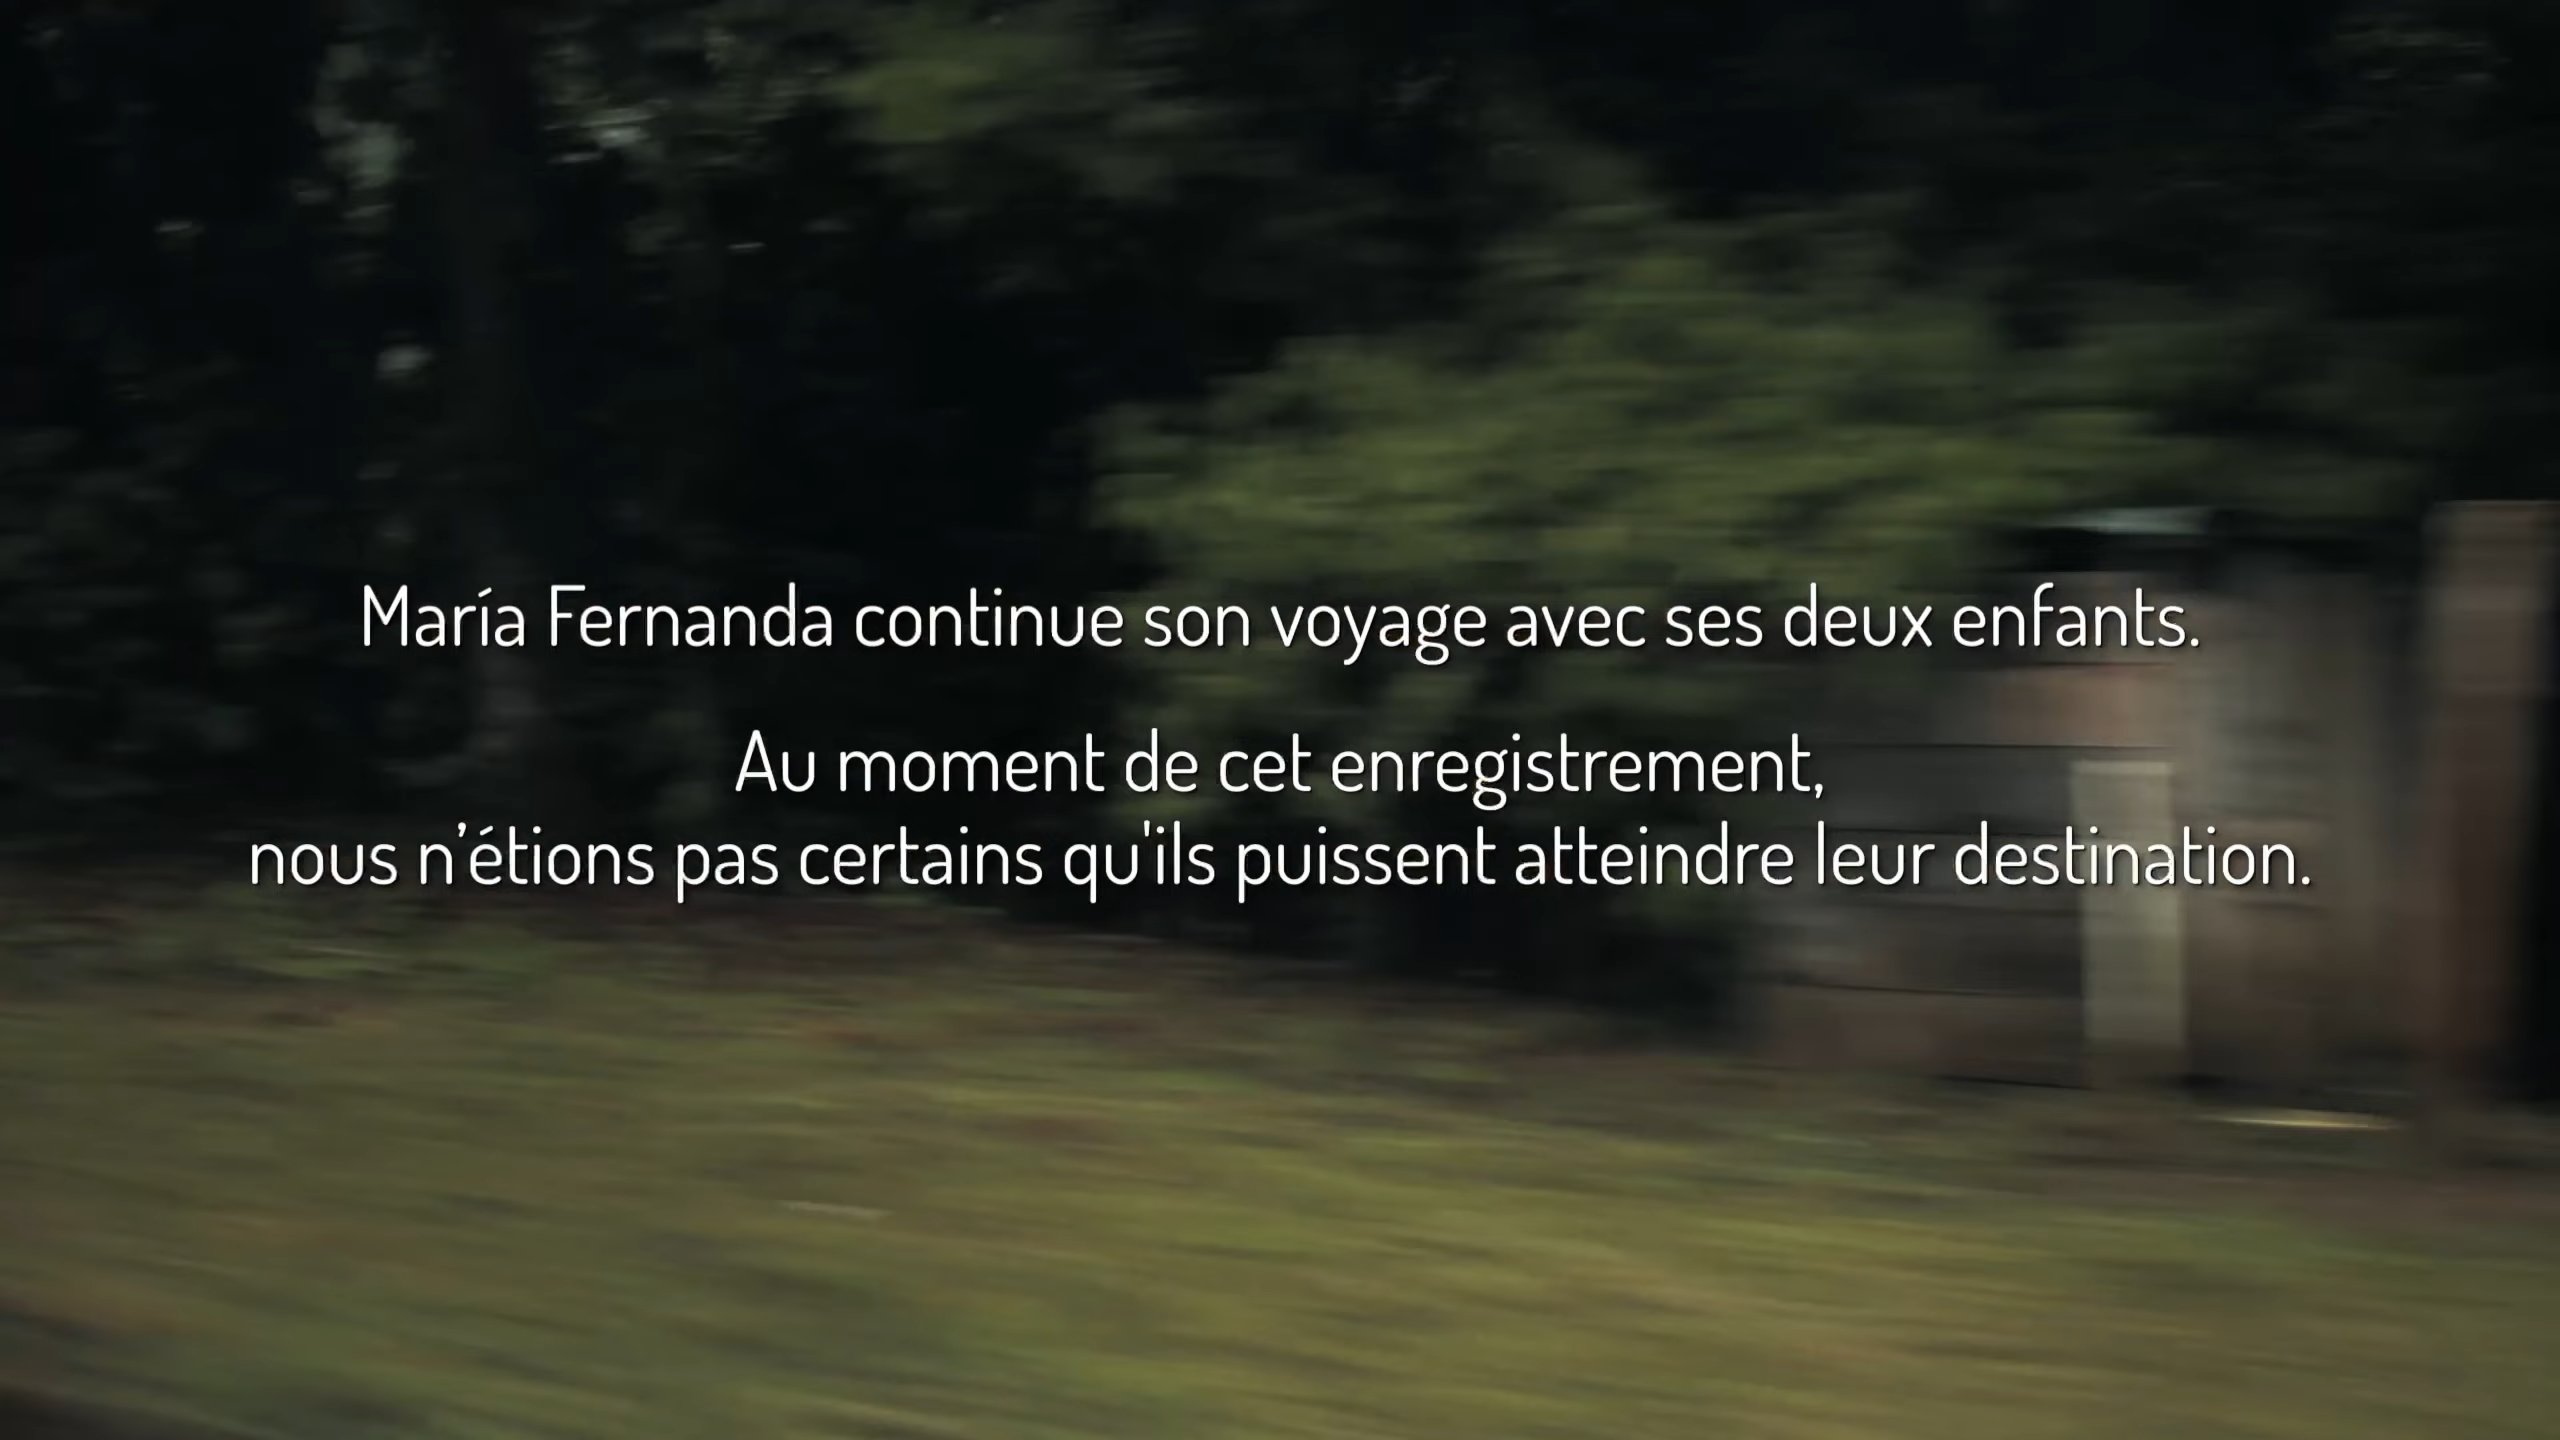 María Fernanda continue son voyage avec ses deux enfants.
Au moment de cet enregistrement,
nous n’étions pas certains qu'ils puissent atteindre leur destination.